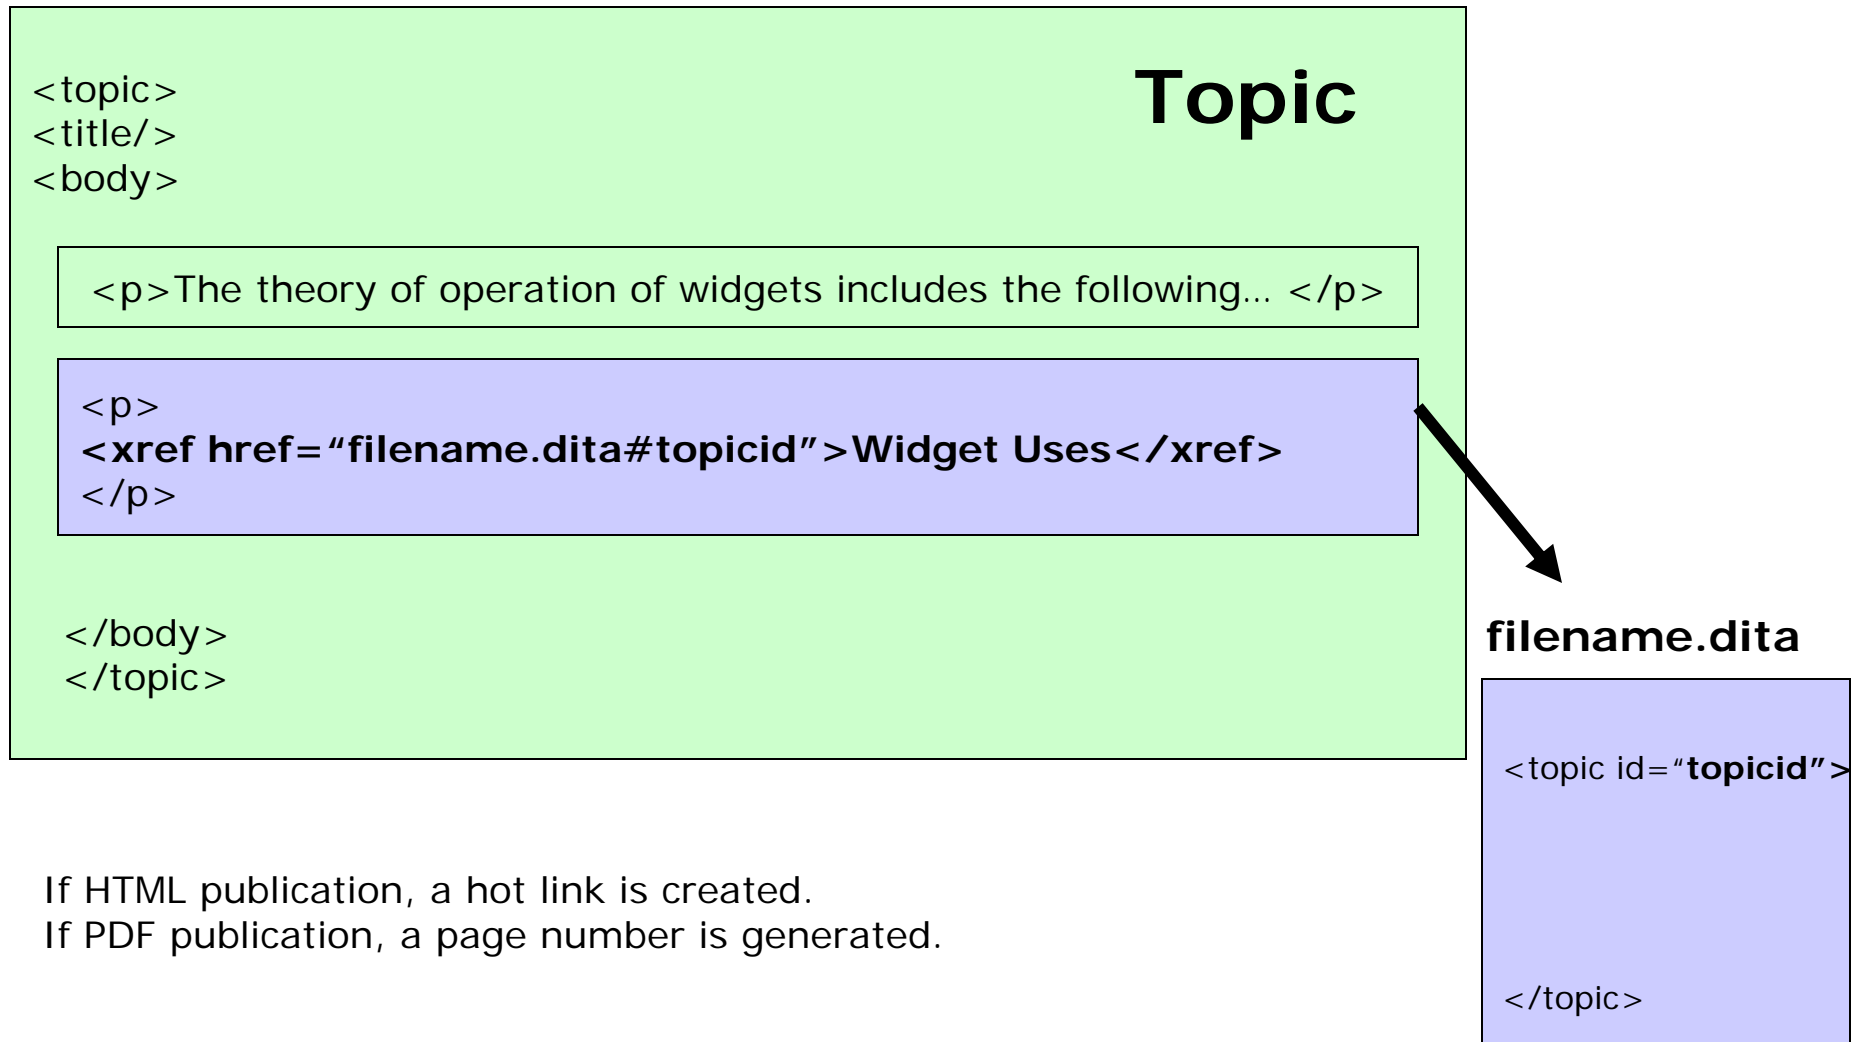 Topic
<topic>
<title/>
<body>
<p>The theory of operation of widgets includes the following... </p>
<p>
<xref href=“filename.dita#topicid”>Widget Uses</xref>
</p>
</body>
</topic>
filename.dita
<topic id=“topicid”>
</topic>
If HTML publication, a hot link is created.
If PDF publication, a page number is generated.